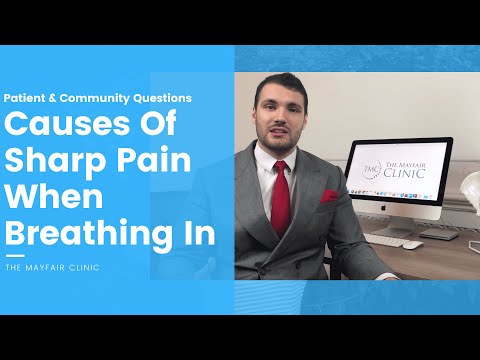 Patient & Community Questions
Causes Of
Sharp Pain
When
Breathing In
THE MAYFAIR CLINIC
TMC
THE MAYFAIR
CLINIC